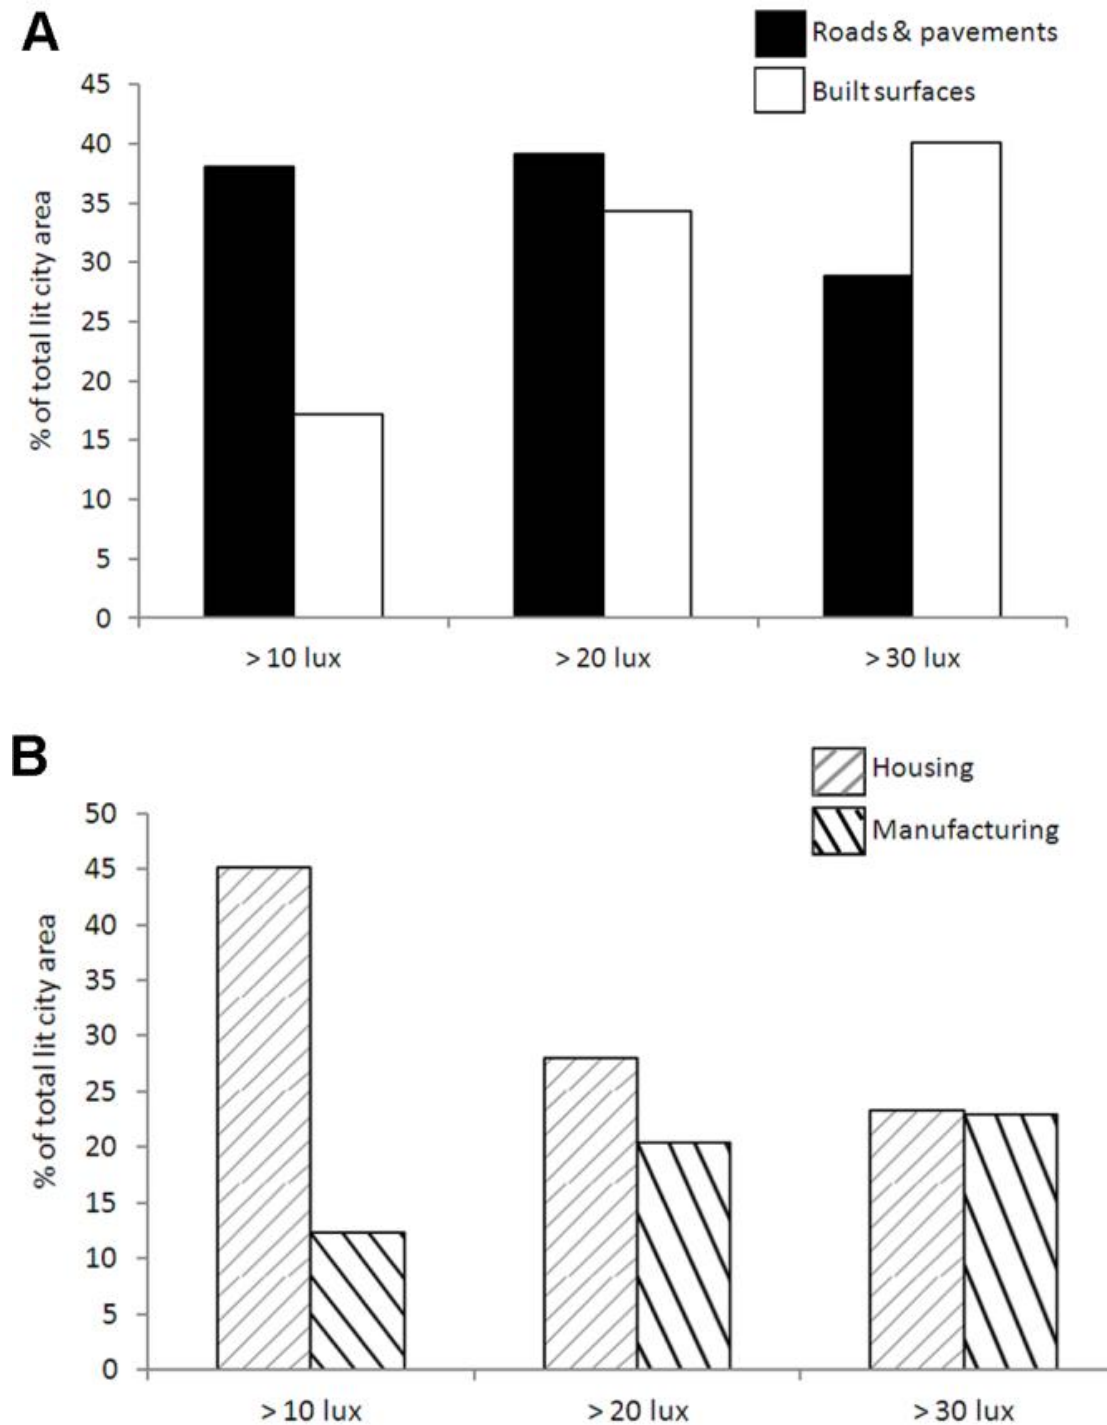 A
Roads & pavements
Built surfaces
% of total lit city area
45
40
35
30
25
20
15
10
5
0
> 10 lux
> 20 lux
> 30 lux
B
Housing
Manufacturing
% of total lit city area
50
45
40
35
30
25
20
15
10
5
0
> 10 lux
> 20 lux
> 30 lux